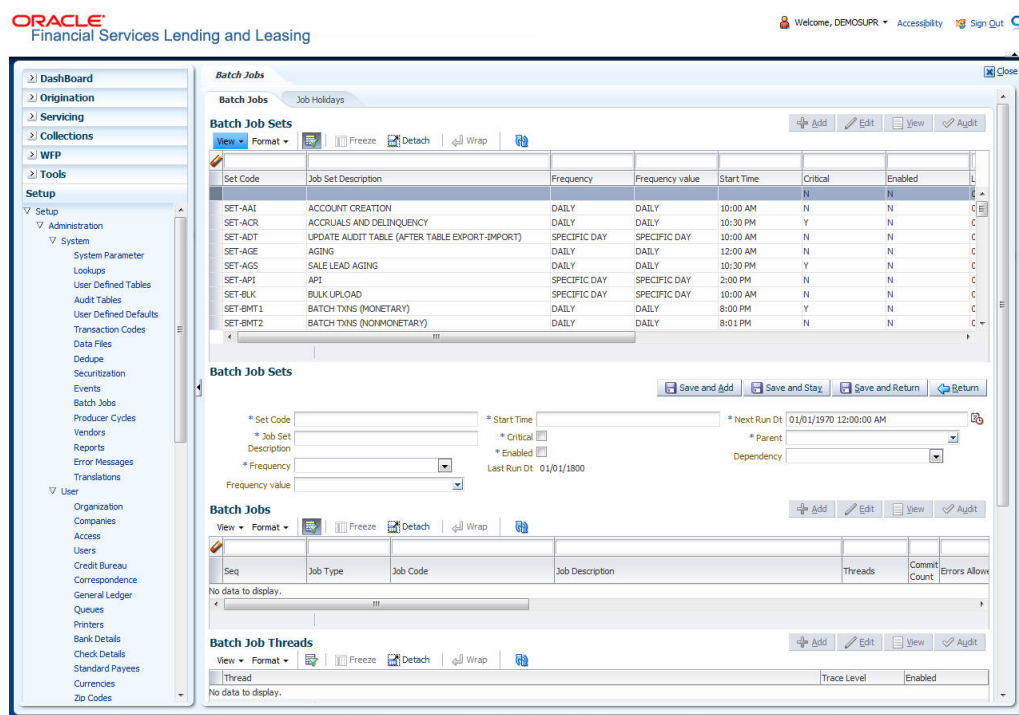 ORACLE®
Financial Services Lending and Leasing
Welcome, DEMOSUPR Accessibility Sign Out
Close
DashBoard
Origination
Servicing
Collections
WFP
Tools
Setup
Setup
Administration
System
System Parameter
Lookups
User Defined Tables
Audit Tables
User Defined Defaults
Transaction Codes
Data Files
Dedupe
Securitization
Events
Batch Jobs
Producer Cycles
Vendors
Reports
Error Messages
Translations
User
Organization
Companies
Access
Users
Credit Bureau
Correspondence
General Ledger
Queues
Printers
Bank Details
Check Details
Standard Payees
Currencies
Zip Codes
Batch Jobs
Batch Jobs Job Holidays
Batch Job Sets
Add Edit View Audit
View Format Freeze Detach Wrap
Set Code Job Set Description Frequency Frequency value Start Time Critical Enabled L
N N 0
SET-AAI ACCOUNT CREATION DAILY DAILY 10:00 AM N N 0
SET-ACR ACCRUALS AND DELINQUENCY DAILY DAILY 10:30 PM Y N 0
SET-ADT UPDATE AUDIT TABLE (AFTER TABLE EXPORT-IMPORT) SPECIFIC DAY SPECIFIC DAY 10:00 AM N N 0
SET-AGE AGING DAILY DAILY 12:00 AM N N 0
SET-AGS SALE LEAD AGING DAILY DAILY 10:30 PM Y N 0
SET-API API SPECIFIC DAY SPECIFIC DAY 2:00 PM N N 0
SET-BLK BULK UPLOAD SPECIFIC DAY SPECIFIC DAY 10:00 AM N N 0
SET-BMT1 BATCH TXNS (MONETARY) DAILY DAILY 8:00 PM Y N 0
SET-BMT2 BATCH TXNS (NONMONETARY) DAILY DAILY 8:01 PM N N 0
Batch Job Sets
Save and Add Save and Stay Save and Return Return
* Set Code * Start Time * Next Run Dt 01/01/1970 12:00:00 AM
* Job Set Description * Critical * Parent
* Frequency * Enabled Dependency
Last Run Dt 01/01/1800
Frequency value
Batch Jobs
Add Edit View Audit
View Format Freeze Detach Wrap
Seq Job Type Job Code Job Description Threads Commit Count Errors Allowe
No data to display.
Batch Job Threads
Add Edit View Audit
View Format Freeze Detach Wrap
Thread Trace Level Enabled
No data to display.